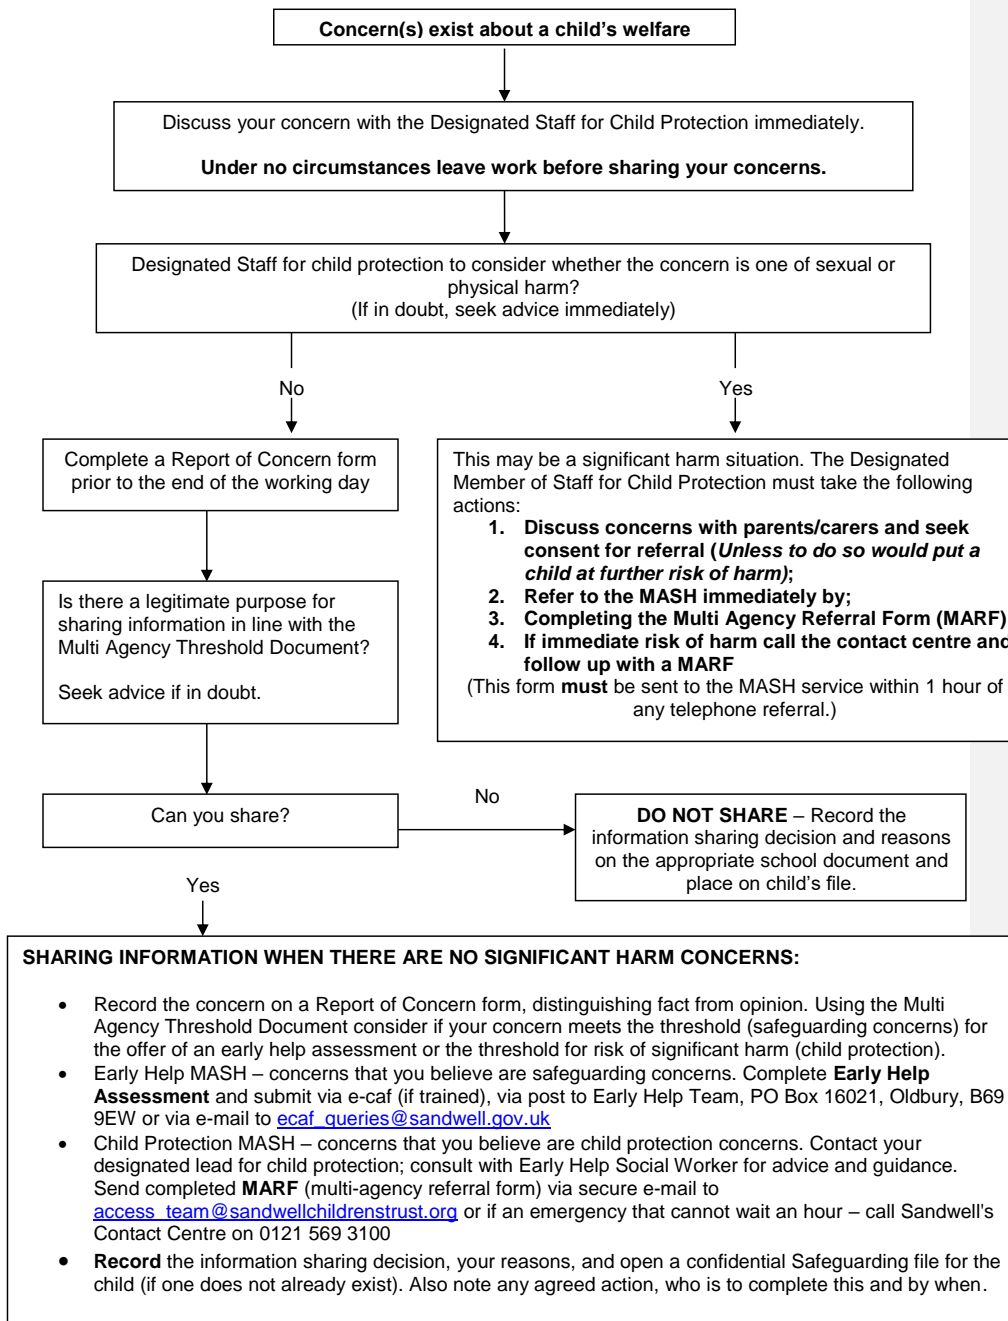 Concern(s) exist about a child's welfare
Discuss your concern with the Designated Staff for Child Protection immediately.
Under no circumstances leave work before sharing your concerns.
Designated Staff for child protection to consider whether the concern is one of sexual or
physical harm?
(If in doubt, seek advice immediately)
No
Yes
Complete a Report of Concern form
prior to the end of the working day
This may be a significant harm situation. The Designated
Member of Staff for Child Protection must take the following
actions:
1. Discuss concerns with parents/carers and seek
consent for referral (Unless to do so would put a
child at further risk of harm);
2. Refer to the MASH immediately by;
3. Completing the Multi Agency Referral Form (MARF)
4. If immediate risk of harm call the contact centre and
follow up with a MARF
(This form must be sent to the MASH service within 1 hour of
any telephone referral.)
Is there a legitimate purpose for
sharing information in line with the
Multi Agency Threshold Document?
Seek advice if in doubt.
Can you share?
No
DO NOT SHARE – Record the
information sharing decision and reasons
on the appropriate school document and
place on child's file.
Yes
SHARING INFORMATION WHEN THERE ARE NO SIGNIFICANT HARM CONCERNS:
• Record the concern on a Report of Concern form, distinguishing fact from opinion. Using the Multi
Agency Threshold Document consider if your concern meets the threshold (safeguarding concerns) for
the offer of an early help assessment or the threshold for risk of significant harm (child protection).
• Early Help MASH – concerns that you believe are safeguarding concerns. Complete Early Help
Assessment and submit via e-caf (if trained), via post to Early Help Team, PO Box 16021, Oldbury, B69
9EW or via e-mail to ecaf_queries@sandwell.gov.uk
• Child Protection MASH – concerns that you believe are child protection concerns. Contact your
designated lead for child protection; consult with Early Help Social Worker for advice and guidance.
Send completed MARF (multi-agency referral form) via secure e-mail to
access_team@sandwellchildrenstrust.org or if an emergency that cannot wait an hour – call Sandwell's
Contact Centre on 0121 569 3100
• Record the information sharing decision, your reasons, and open a confidential Safeguarding file for the
child (if one does not already exist). Also note any agreed action, who is to complete this and by when.